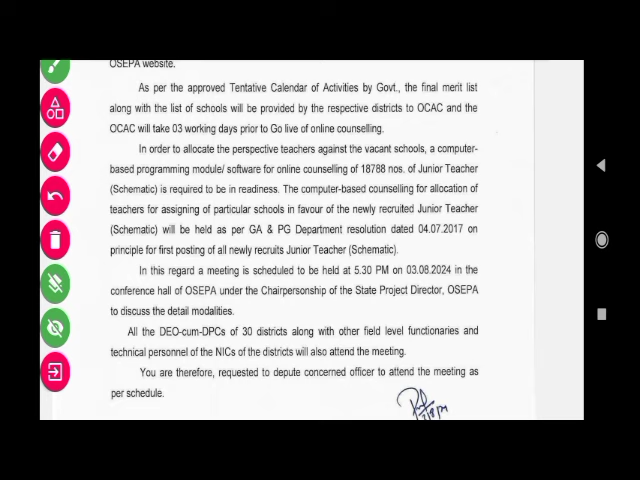 OSEPA website.
As per the approved Tentative Calendar of Activities by Govt., the final merit list
along with the list of schools will be provided by the respective districts to OCAC and the
OCAC will take 03 working days prior to Go live of online counselling.
In order to allocate the perspective teachers against the vacant schools, a computer-
based programming module/ software for online counselling of 18788 nos. of Junior Teacher
(Schematic) is required to be in readiness. The computer-based counselling for allocation of
teachers for assigning of particular schools in favour of the newly recruited Junior Teacher
(Schematic) will be held as per GA & PG Department resolution dated 04.07.2017 on
principle for first posting of all newly recruits Junior Teacher (Schematic).
In this regard a meeting is scheduled to be held at 5.30 PM on 03.08.2024 in the
conference hall of OSEPA under the Chairpersonship of the State Project Director, OSEPA
to discuss the detail modalities.
All the DEO-cum-DPCs of 30 districts along with other field level functionaries and
technical personnel of the NICs of the districts will also attend the meeting.
You are therefore, requested to depute concerned officer to attend the meeting as
per schedule.